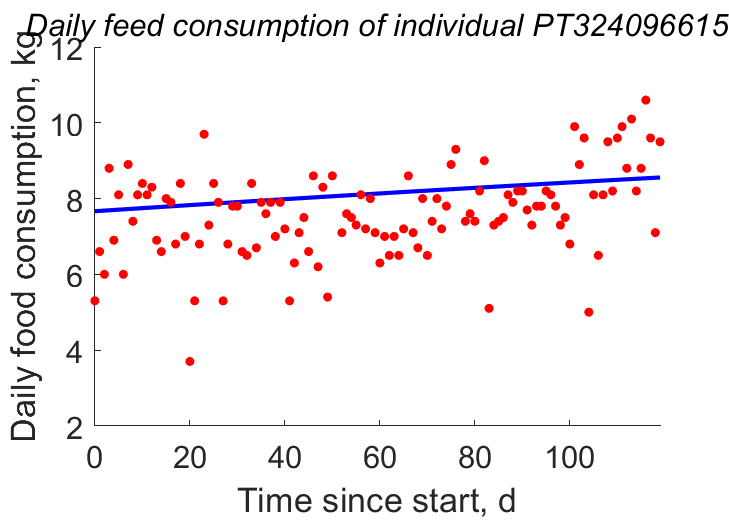 Daily feed consumption of individual PT324096615
Daily food consumption, kg
12
10
8
6
4
2
0 20 40 60 80 100
Time since start, d